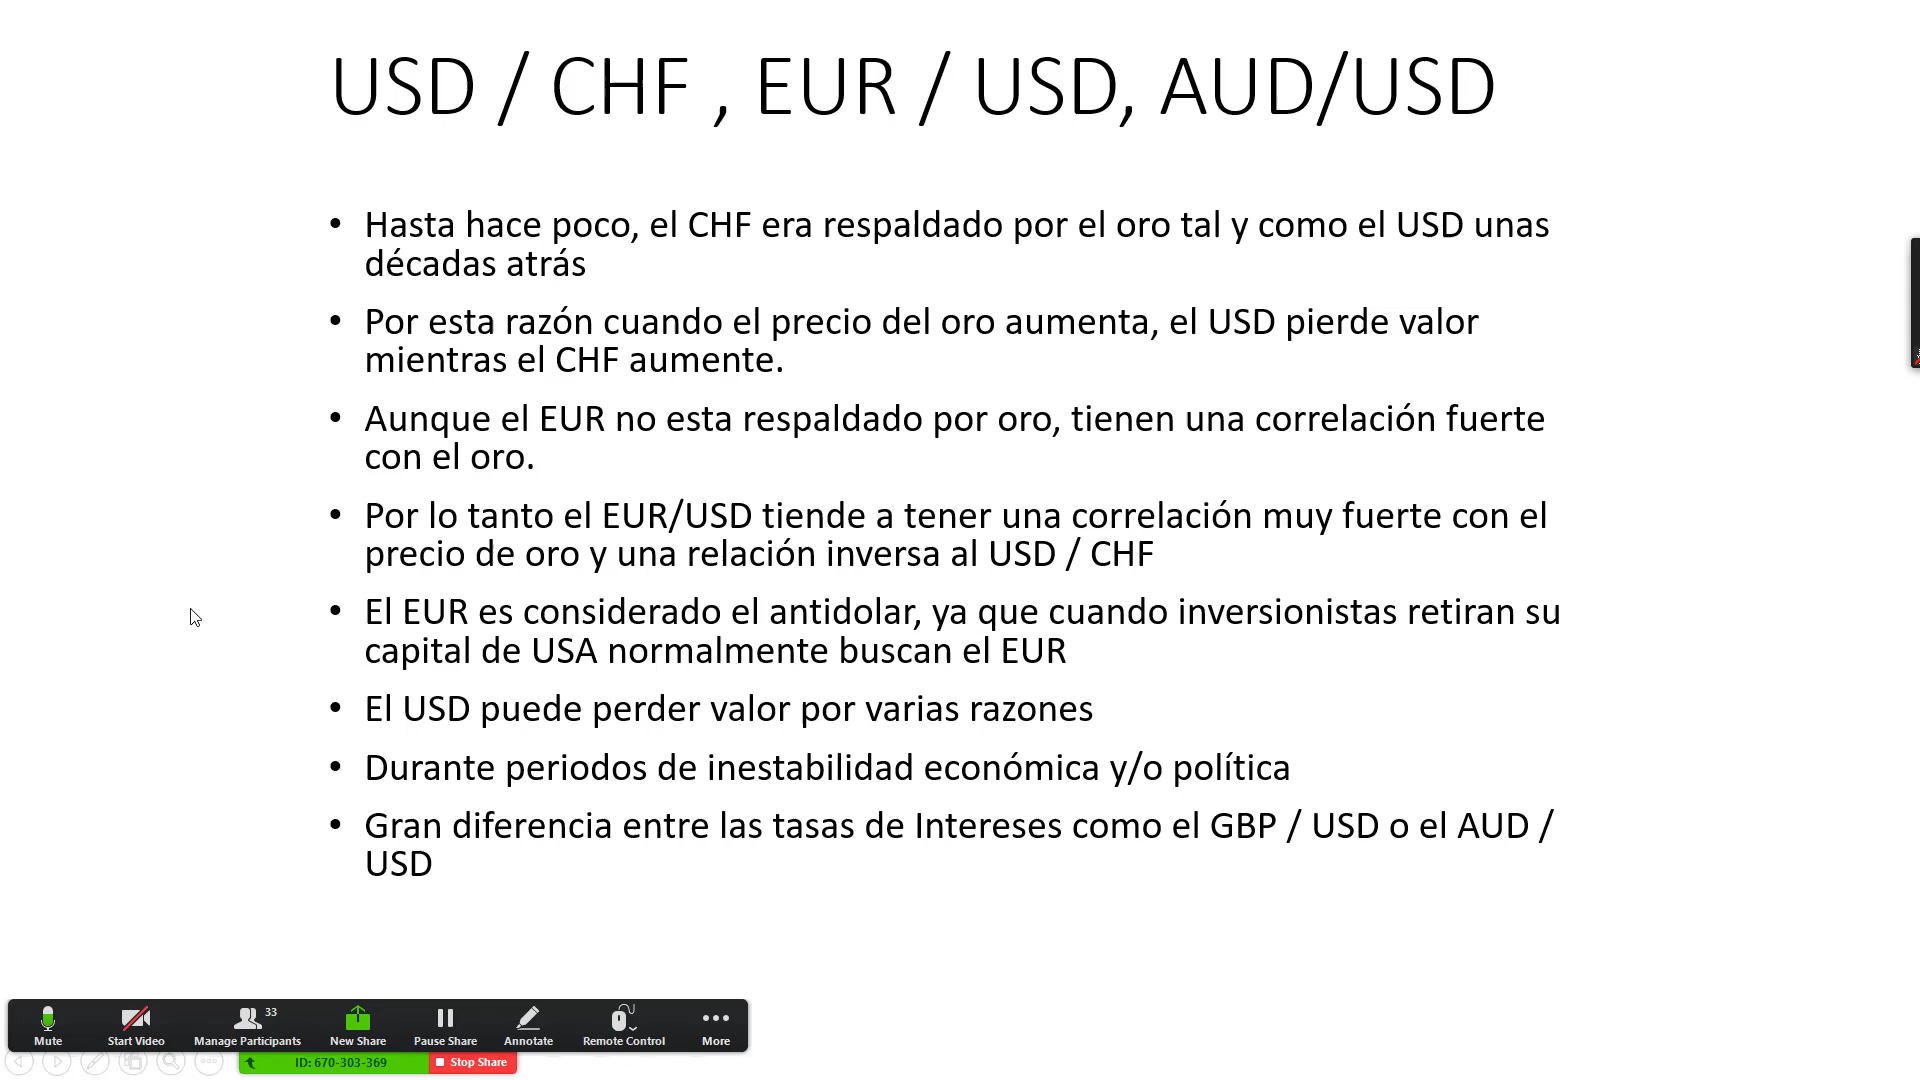 USD / CHF , EUR / USD, AUD/USD
• Hasta hace poco, el CHF era respaldado por el oro tal y como el USD unas
décadas atrás
• Por esta razón cuando el precio del oro aumenta, el USD pierde valor
mientras el CHF aumente.
• Aunque el EUR no esta respaldado por oro, tienen una correlación fuerte
con el oro.
• Por lo tanto el EUR/USD tiende a tener una correlación muy fuerte con el
precio de oro y una relación inversa al USD / CHF
• El EUR es considerado el antidolar, ya que cuando inversionistas retiran su
capital de USA normalmente buscan el EUR
• El USD puede perder valor por varias razones
• Durante periodos de inestabilidad económica y/o política
• Gran diferencia entre las tasas de Intereses como el GBP / USD o el AUD /
USD
33
Mute Start Video Manage Participants New Share Pause Share Annotate Remote Control More
ID: 670-303-369 Stop Share